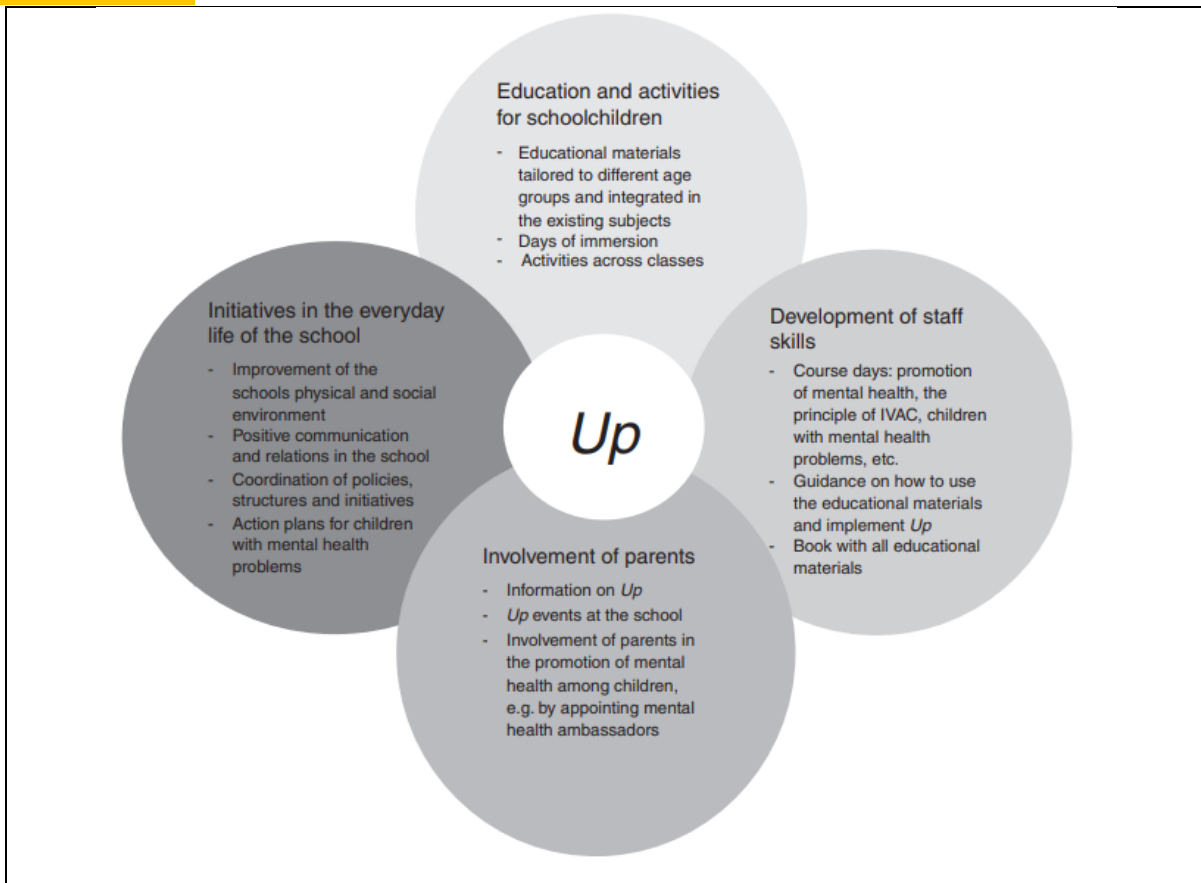 Education and activities
for schoolchildren
- Educational materials
tailored to different age
groups and integrated in
the existing subjects
- Days of immersion
- Activities across classes
Initiatives in the everyday
life of the school
- Improvement of the
schools physical and social
environment
- Positive communication
and relations in the school
- Coordination of policies,
structures and initiatives
- Action plans for children
with mental health
problems
Up
Development of staff
skills
- Course days: promotion
of mental health, the
principle of IVAC, children
with mental health
problems, etc.
- Guidance on how to use
the educational materials
and implement Up
- Book with all educational
materials
Involvement of parents
- Information on Up
- Up events at the school
- Involvement of parents in
the promotion of mental
health among children,
e.g. by appointing mental
health ambassadors